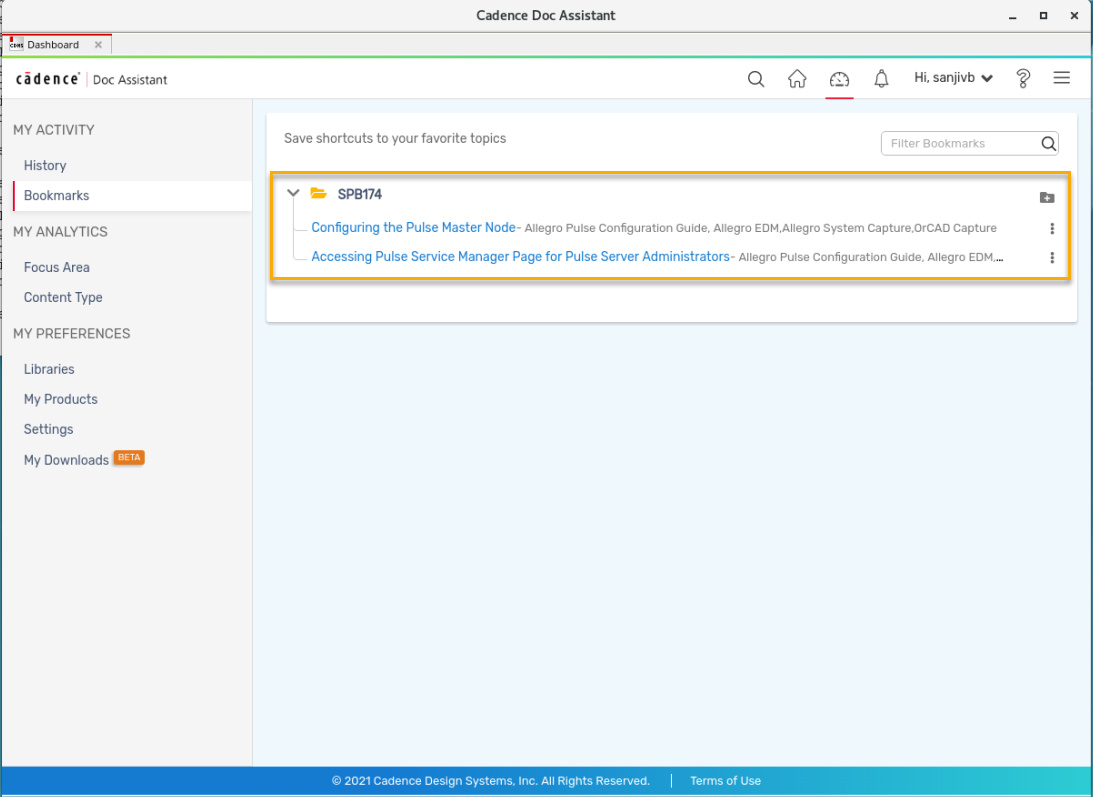 Cadence Doc Assistant
Dashboard
cādence Doc Assistant
Hi, sanjivb
MY ACTIVITY
History
Bookmarks
MY ANALYTICS
Focus Area
Content Type
MY PREFERENCES
Libraries
My Products
Settings
My Downloads BETA
Save shortcuts to your favorite topics
Filter Bookmarks
SPB174
Configuring the Pulse Master Node- Allegro Pulse Configuration Guide, Allegro EDM,Allegro System Capture,OrCAD Capture
Accessing Pulse Service Manager Page for Pulse Server Administrators- Allegro Pulse Configuration Guide, Allegro EDM,...
© 2021 Cadence Design Systems, Inc. All Rights Reserved. | Terms of Use